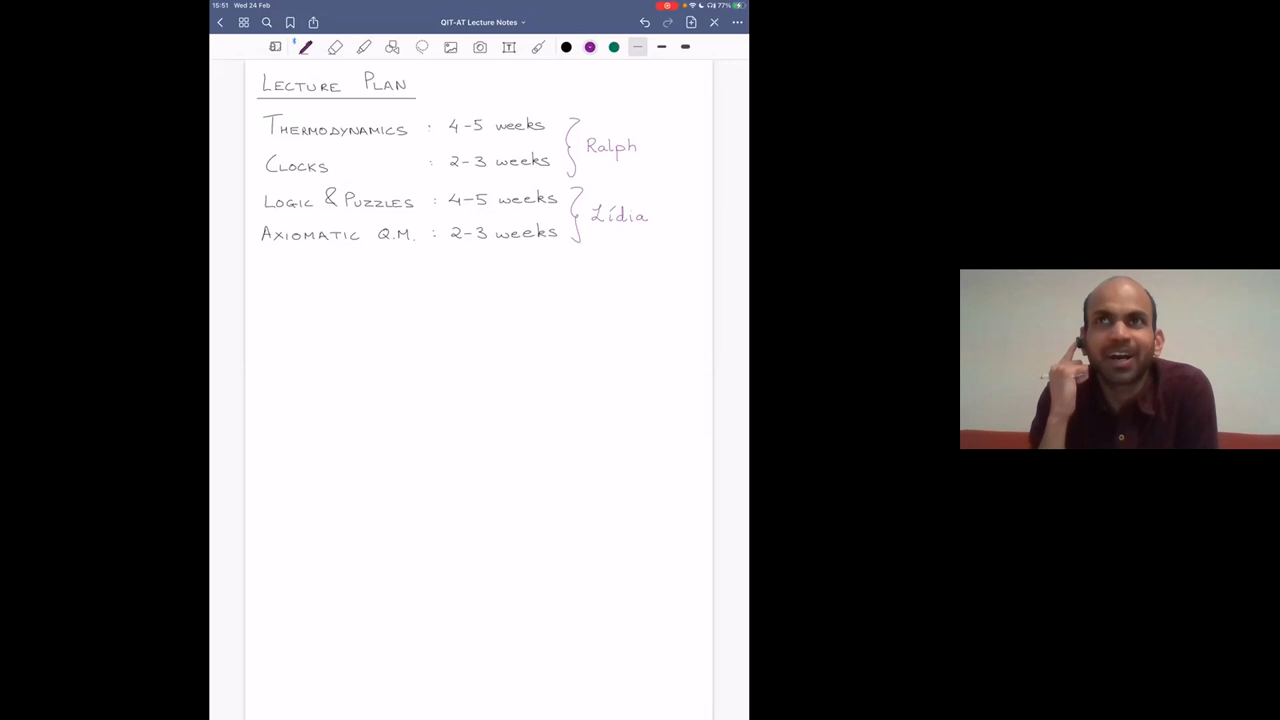 15:51 Wed 24 Feb
77%
QIT-AT Lecture Notes
LECTURE PLAN
THERMODYNAMICS : 4-5 weeks
CLOCKS : 2-3 weeks
Ralph
LOGIC & PUZZLES : 4-5 weeks
AXIOMATIC Q.M. : 2-3 weeks
Lídia